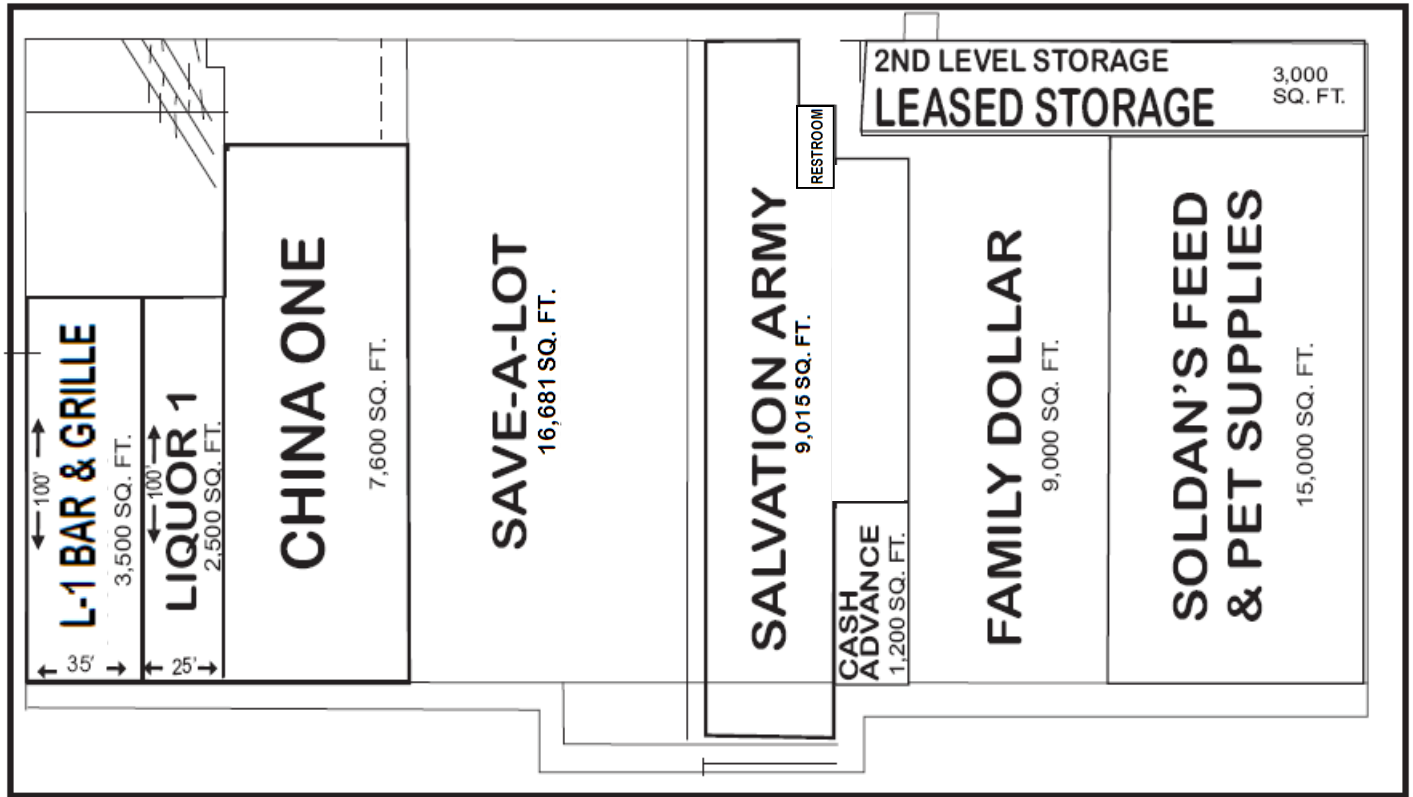 L-1 BAR & GRILLE
3,500 SQ. FT.
100'
35'
LIQUOR 1
2,500 SQ. FT.
100'
25'
CHINA ONE
7,600 SQ. FT.
SAVE-A-LOT
16,681 SQ. FT.
SALVATION ARMY
9,015 SQ. FT.
RESTROOM
CASH
ADVANCE
1,200 SQ. FT.
2ND LEVEL STORAGE
LEASED STORAGE
3,000
SQ. FT.
FAMILY DOLLAR
9,000 SQ. FT.
SOLDAN'S FEED
& PET SUPPLIES
15,000 SQ. FT.